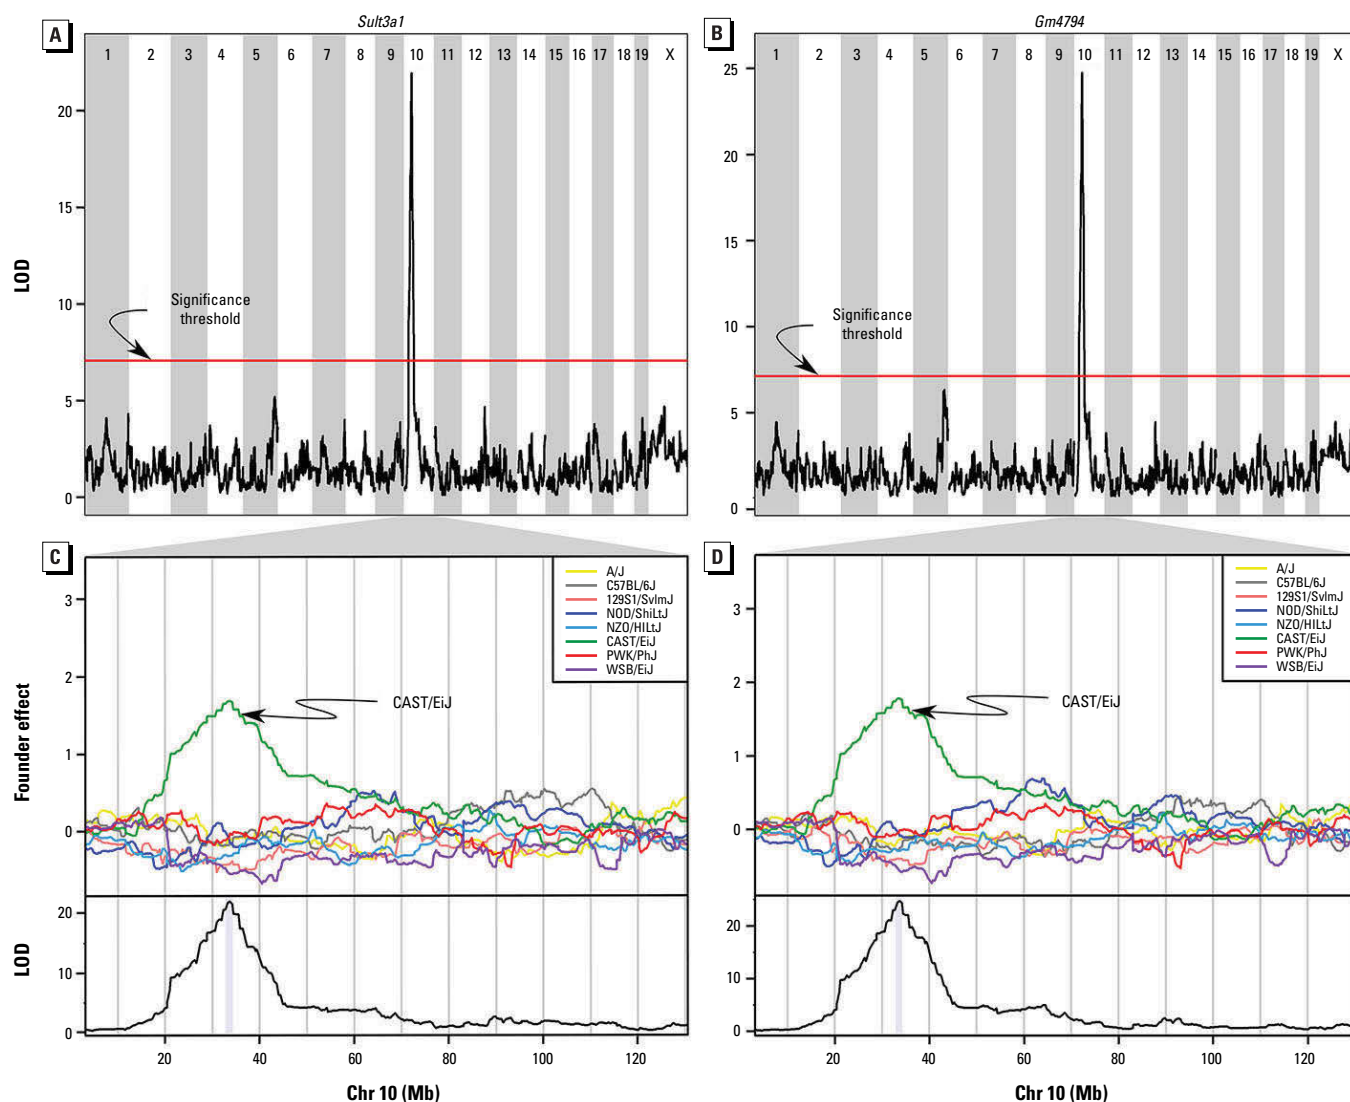 A
Sult3a1
1 2 3 4 5 6 7 8 9 10 11 12 13 14 15 16 17 18 19 X
20
15
10
5
0
LOD
Significance
threshold
B
Gm4794
1 2 3 4 5 6 7 8 9 10 11 12 13 14 15 16 17 18 19 X
25
20
15
10
5
0
Significance
threshold
C
A/J
C57BL/6J
129S1/SvlmJ
NOD/ShiLtJ
NZO/HILtJ
CAST/EiJ
PWK/PhJ
WSB/EiJ
3
2
1
0
Founder effect
CAST/EiJ
20
10
0
LOD
20 40 60 80 100 120
Chr 10 (Mb)
D
A/J
C57BL/6J
129S1/SvlmJ
NOD/ShiLtJ
NZO/HILtJ
CAST/EiJ
PWK/PhJ
WSB/EiJ
3
2
1
0
CAST/EiJ
20
10
0
20 40 60 80 100 120
Chr 10 (Mb)